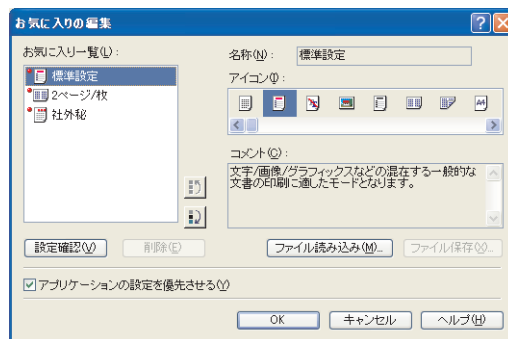 お気に入りの編集
お気に入り一覧(L):
標準設定
2ページ/枚
社外秘
名称(N): 標準設定
アイコン(I):
A4
コメント(C):
文字/画像/グラフィックスなどの混在する一般的な
文書の印刷に適したモードとなります。
設定確認(V) 削除(E) ファイル読み込み(M)... ファイル保存(X)...
アプリケーションの設定を優先させる(Y)
OK キャンセル ヘルプ(H)